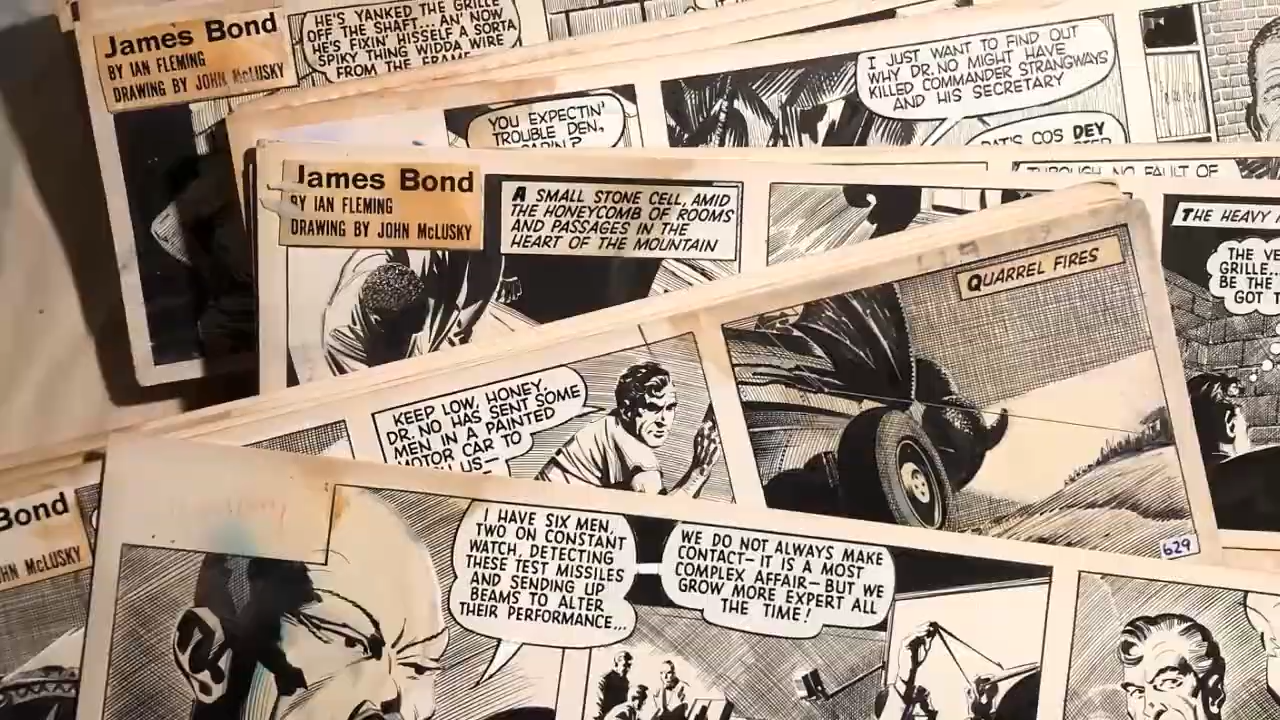 James Bond
BY IAN FLEMING
DRAWING BY JOHN McLUSKY
HE'S YANKED THE GRILLE
OFF THE SHAFT... AN' NOW
HE'S FIXIN' HISSELF A SORTA
SPIKY THING WIDDA WIRE
FROM THE FRAME
YOU EXPECTIN'
TROUBLE DEN,
I JUST WANT TO FIND OUT
WHY DR. NO MIGHT HAVE
KILLED COMMANDER STRANGWAYS
AND HIS SECRETARY
COS DEY
James Bond
BY IAN FLEMING
DRAWING BY JOHN McLUSKY
A SMALL STONE CELL, AMID
THE HONEYCOMB OF ROOMS
AND PASSAGES IN THE
HEART OF THE MOUNTAIN
THROUGH NO FAULT OF
THE HEAVY
THE VE
GRILLE...
BE THE
GOT T
KEEP LOW, HONEY.
DR. NO HAS SENT SOME
MEN IN A PAINTED
MOTOR CAR TO
US—
QUARREL FIRES
629
Bond
HN McLUSKY
I HAVE SIX MEN,
TWO ON CONSTANT
WATCH, DETECTING
THESE TEST MISSILES
AND SENDING UP
BEAMS TO ALTER
THEIR PERFORMANCE...
WE DO NOT ALWAYS MAKE
CONTACT—IT IS A MOST
COMPLEX AFFAIR—BUT WE
GROW MORE EXPERT ALL
THE TIME!